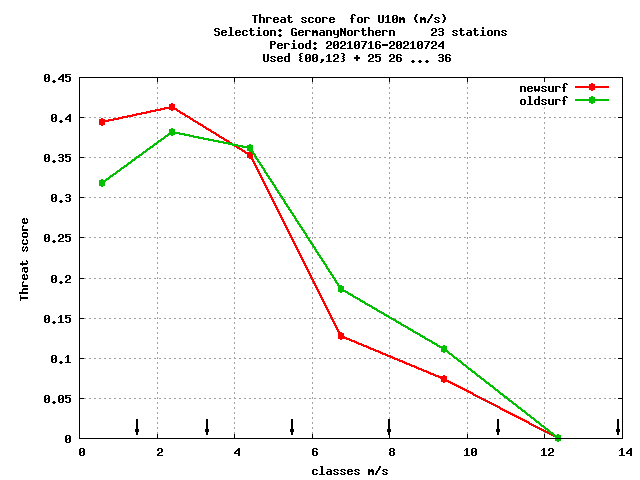 Threat score  for U10m (m/s)
Selection: GermanyNorthern     23 stations
Period: 20210716-20210724
Used {00,12} + 25 26 ... 36
newsurf
oldsurf
0.45
0.4
0.35
0.3
0.25
0.2
0.15
0.1
0.05
0
Threat score
0 2 4 6 8 10 12 14
classes m/s